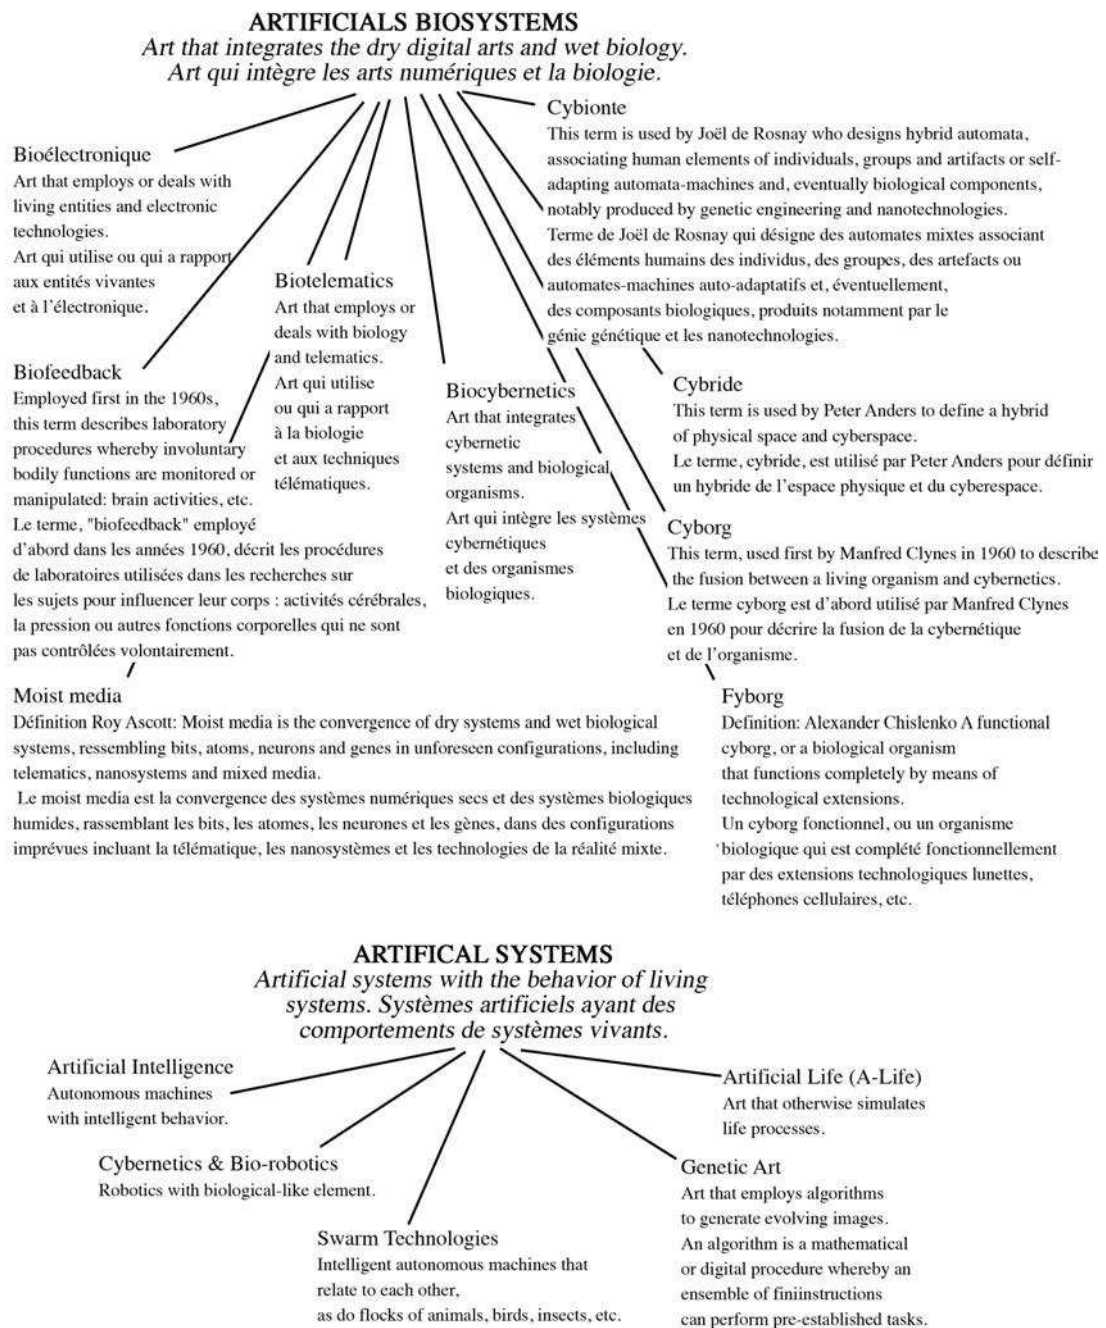 ARTIFICIALS BIOSYSTEMS
Art that integrates the dry digital arts and wet biology.
Art qui intègre les arts numériques et la biologie.
Bioélectronique
Art that employs or deals with
living entities and electronic
technologies.
Art qui utilise ou qui a rapport
aux entités vivantes
et à l'électronique.
Cybionte
This term is used by Joël de Rosnay who designs hybrid automata,
associating human elements of individuals, groups and artifacts or self-
adapting automata-machines and, eventually biological components,
notably produced by genetic engineering and nanotechnologies.
Terme de Joël de Rosnay qui désigne des automates mixtes associant
des éléments humains des individus, des groupes, des artefacts ou
automates-machines auto-adaptatifs et, éventuellement,
des composants biologiques, produits notamment par le
génie génétique et les nanotechnologies.
Biotelematics
Art that employs or
deals with biology
and telematics.
Art qui utilise
ou qui a rapport
à la biologie
et aux techniques
télématiques.
Biofeedback
Employed first in the 1960s,
this term describes laboratory
procedures whereby involuntary
bodily functions are monitored or
manipulated: brain activities, etc.
Le terme, "biofeedback" employé
d'abord dans les années 1960, décrit les procédures
de laboratoires utilisées dans les recherches sur
les sujets pour influencer leur corps : activités cérébrales,
la pression ou autres fonctions corporelles qui ne sont
pas contrôlées volontairement.
Biocybernetics
Art that integrates
cybernetic
systems and biological
organisms.
Art qui intègre les systèmes
cybernétiques
et des organismes
biologiques.
Cybride
This term is used by Peter Anders to define a hybrid
of physical space and cyberspace.
Le terme, cybride, est utilisé par Peter Anders pour définir
un hybride de l'espace physique et du cyberespace.
Cyborg
This term, used first by Manfred Clynes in 1960 to describe
the fusion between a living organism and cybernetics.
Le terme cyborg est d'abord utilisé par Manfred Clynes
en 1960 pour décrire la fusion de la cybernétique
et de l'organisme.
Moist media
Définition Roy Ascott: Moist media is the convergence of dry systems and wet biological
systems, ressembling bits, atoms, neurons and genes in unforeseen configurations, including
telematics, nanosystems and mixed media.
Le moist media est la convergence des systèmes numériques secs et des systèmes biologiques
humides, rassemblant les bits, les atomes, les neurones et les gènes, dans des configurations
imprévues incluant la télématique, les nanosystèmes et les technologies de la réalité mixte.
Fyborg
Definition: Alexander Chislenko A functional
cyborg, or a biological organism
that functions completely by means of
technological extensions.
Un cyborg fonctionnel, ou un organisme
biologique qui est complété fonctionnellement
par des extensions technologiques lunettes,
téléphones cellulaires, etc.
ARTIFICAL SYSTEMS
Artificial systems with the behavior of living
systems. Systèmes artificiels ayant des
comportements de systèmes vivants.
Artificial Intelligence
Autonomous machines
with intelligent behavior.
Artificial Life (A-Life)
Art that otherwise simulates
life processes.
Cybernetics & Bio-robotics
Robotics with biological-like element.
Genetic Art
Art that employs algorithms
to generate evolving images.
An algorithm is a mathematical
or digital procedure whereby an
ensemble of finiinstructions
can perform pre-established tasks.
Swarm Technologies
Intelligent autonomous machines that
relate to each other,
as do flocks of animals, birds, insects, etc.